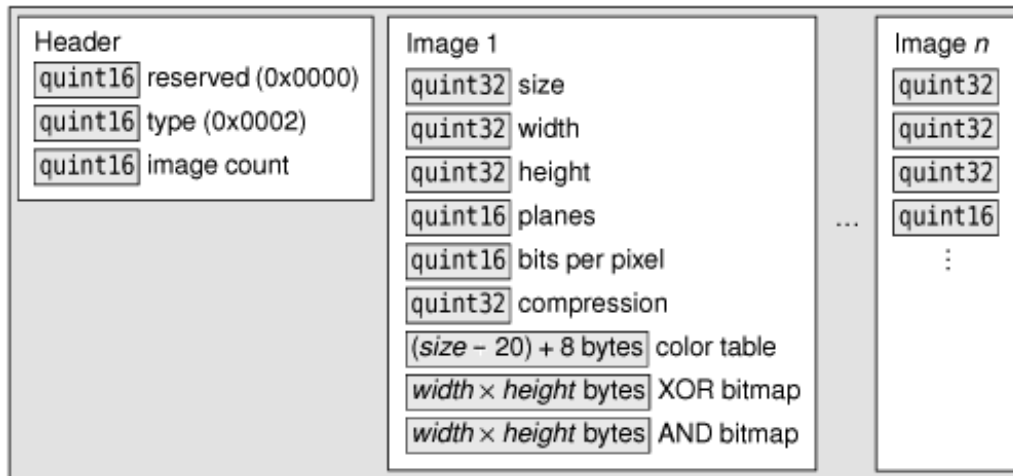 Header
quint16 reserved (0x0000)
quint16 type (0x0002)
quint16 image count
Image 1
quint32 size
quint32 width
quint32 height
quint16 planes
quint16 bits per pixel
quint32 compression
(size – 20) + 8 bytes color table
width × height bytes XOR bitmap
width × height bytes AND bitmap
...
Image n
quint32
quint32
quint32
quint16
⋮